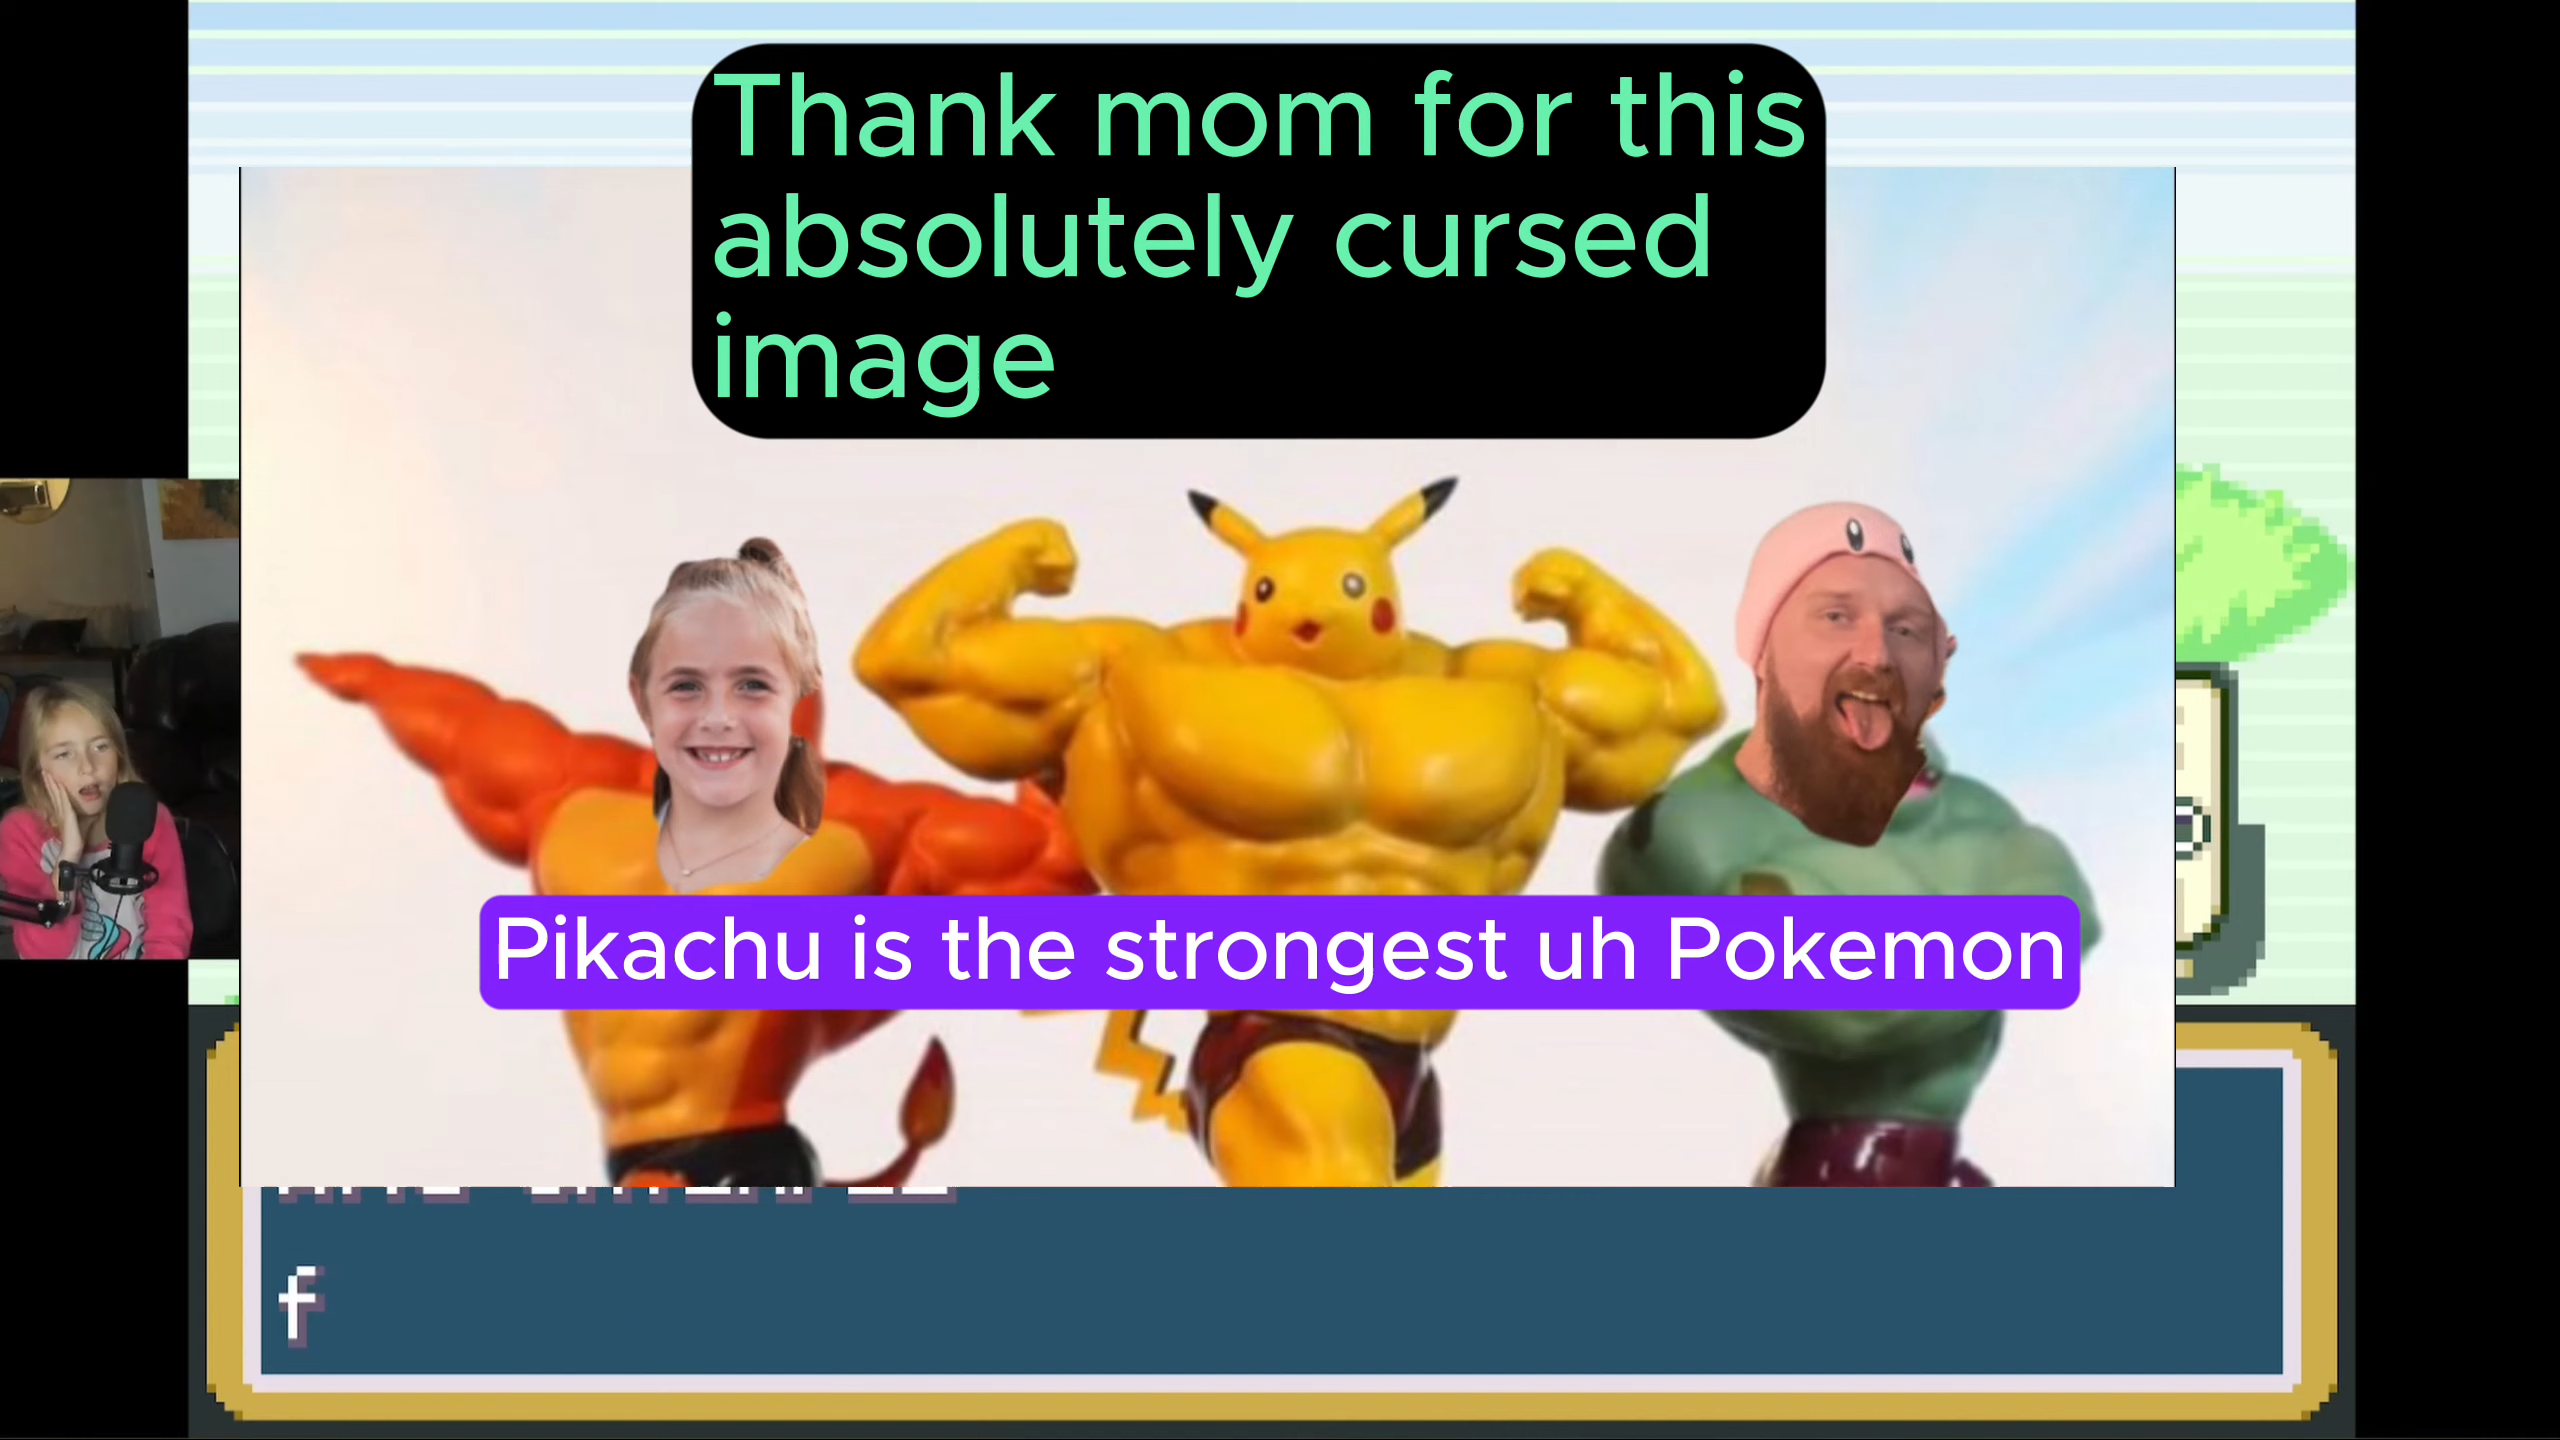 Thank mom for this
absolutely cursed
image
Pikachu is the strongest uh Pokemon
f